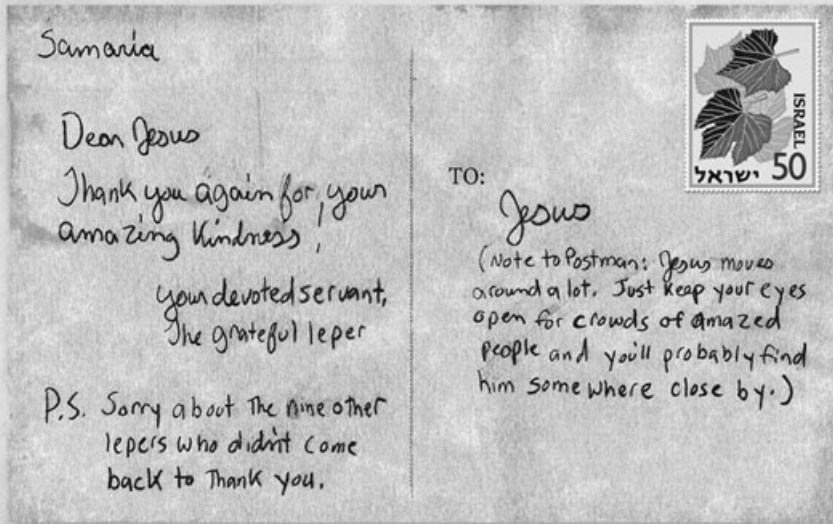 Samaria
Dear Jesus
Thank you again for your
amazing kindness!
your devoted servant,
The grateful leper
P.S. Sorry about the nine other
lepers who didn't come
back to thank you.
ISRAEL
50 ישראל
TO:
Jesus
(Note to Postman: Jesus moves
around a lot. Just keep your eyes
open for crowds of amazed
people and you'll probably find
him somewhere close by.)